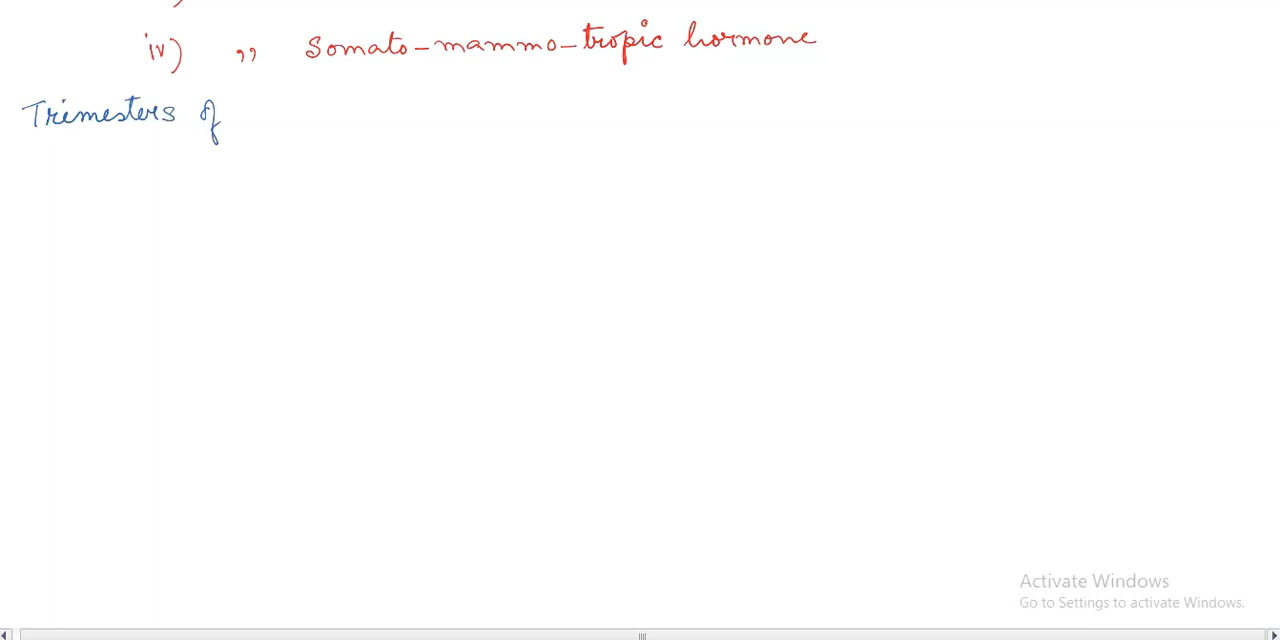 iv) ,, Somato-mammo-tropic hormone
Trimesters of
Activate Windows
Go to Settings to activate Windows.